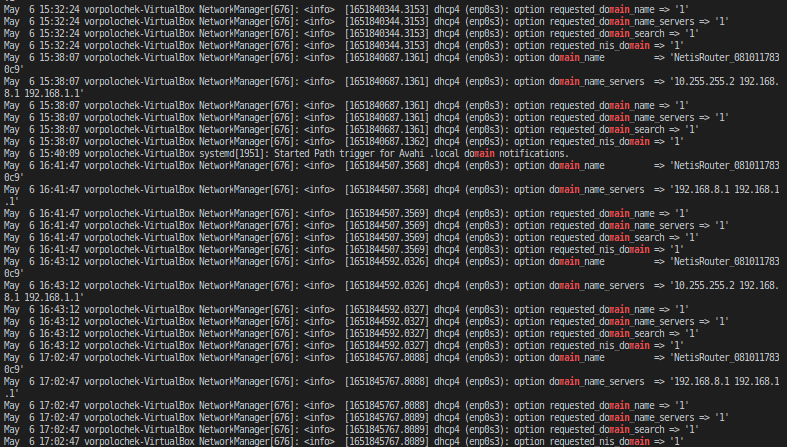 May  6 15:32:24 vorpolochek-VirtualBox NetworkManager[676]: <info>  [1651840344.3153] dhcp4 (enp0s3): option requested_domain_name => '1'
May  6 15:32:24 vorpolochek-VirtualBox NetworkManager[676]: <info>  [1651840344.3153] dhcp4 (enp0s3): option requested_domain_name_servers => '1'
May  6 15:32:24 vorpolochek-VirtualBox NetworkManager[676]: <info>  [1651840344.3153] dhcp4 (enp0s3): option requested_domain_search => '1'
May  6 15:32:24 vorpolochek-VirtualBox NetworkManager[676]: <info>  [1651840344.3153] dhcp4 (enp0s3): option requested_nis_domain => '1'
May  6 15:38:07 vorpolochek-VirtualBox NetworkManager[676]: <info>  [1651840687.1361] dhcp4 (enp0s3): option domain_name          => 'NetisRouter_081011783
0c9'
May  6 15:38:07 vorpolochek-VirtualBox NetworkManager[676]: <info>  [1651840687.1361] dhcp4 (enp0s3): option domain_name_servers  => '10.255.255.2 192.168.
8.1 192.168.1.1'
May  6 15:38:07 vorpolochek-VirtualBox NetworkManager[676]: <info>  [1651840687.1361] dhcp4 (enp0s3): option requested_domain_name => '1'
May  6 15:38:07 vorpolochek-VirtualBox NetworkManager[676]: <info>  [1651840687.1361] dhcp4 (enp0s3): option requested_domain_name_servers => '1'
May  6 15:38:07 vorpolochek-VirtualBox NetworkManager[676]: <info>  [1651840687.1361] dhcp4 (enp0s3): option requested_domain_search => '1'
May  6 15:38:07 vorpolochek-VirtualBox NetworkManager[676]: <info>  [1651840687.1362] dhcp4 (enp0s3): option requested_nis_domain => '1'
May  6 15:40:09 vorpolochek-VirtualBox systemd[1951]: Started Path trigger for Avahi .local domain notifications.
May  6 16:41:47 vorpolochek-VirtualBox NetworkManager[676]: <info>  [1651844507.3568] dhcp4 (enp0s3): option domain_name          => 'NetisRouter_081011783
0c9'
May  6 16:41:47 vorpolochek-VirtualBox NetworkManager[676]: <info>  [1651844507.3568] dhcp4 (enp0s3): option domain_name_servers  => '192.168.8.1 192.168.1
.1'
May  6 16:41:47 vorpolochek-VirtualBox NetworkManager[676]: <info>  [1651844507.3569] dhcp4 (enp0s3): option requested_domain_name => '1'
May  6 16:41:47 vorpolochek-VirtualBox NetworkManager[676]: <info>  [1651844507.3569] dhcp4 (enp0s3): option requested_domain_name_servers => '1'
May  6 16:41:47 vorpolochek-VirtualBox NetworkManager[676]: <info>  [1651844507.3569] dhcp4 (enp0s3): option requested_domain_search => '1'
May  6 16:41:47 vorpolochek-VirtualBox NetworkManager[676]: <info>  [1651844507.3569] dhcp4 (enp0s3): option requested_nis_domain => '1'
May  6 16:43:12 vorpolochek-VirtualBox NetworkManager[676]: <info>  [1651844592.0326] dhcp4 (enp0s3): option domain_name          => 'NetisRouter_081011783
0c9'
May  6 16:43:12 vorpolochek-VirtualBox NetworkManager[676]: <info>  [1651844592.0326] dhcp4 (enp0s3): option domain_name_servers  => '10.255.255.2 192.168.
8.1 192.168.1.1'
May  6 16:43:12 vorpolochek-VirtualBox NetworkManager[676]: <info>  [1651844592.0327] dhcp4 (enp0s3): option requested_domain_name => '1'
May  6 16:43:12 vorpolochek-VirtualBox NetworkManager[676]: <info>  [1651844592.0327] dhcp4 (enp0s3): option requested_domain_name_servers => '1'
May  6 16:43:12 vorpolochek-VirtualBox NetworkManager[676]: <info>  [1651844592.0327] dhcp4 (enp0s3): option requested_domain_search => '1'
May  6 16:43:12 vorpolochek-VirtualBox NetworkManager[676]: <info>  [1651844592.0327] dhcp4 (enp0s3): option requested_nis_domain => '1'
May  6 17:02:47 vorpolochek-VirtualBox NetworkManager[676]: <info>  [1651845767.8088] dhcp4 (enp0s3): option domain_name          => 'NetisRouter_081011783
0c9'
May  6 17:02:47 vorpolochek-VirtualBox NetworkManager[676]: <info>  [1651845767.8088] dhcp4 (enp0s3): option domain_name_servers  => '192.168.8.1 192.168.1
.1'
May  6 17:02:47 vorpolochek-VirtualBox NetworkManager[676]: <info>  [1651845767.8088] dhcp4 (enp0s3): option requested_domain_name => '1'
May  6 17:02:47 vorpolochek-VirtualBox NetworkManager[676]: <info>  [1651845767.8089] dhcp4 (enp0s3): option requested_domain_name_servers => '1'
May  6 17:02:47 vorpolochek-VirtualBox NetworkManager[676]: <info>  [1651845767.8089] dhcp4 (enp0s3): option requested_domain_search => '1'
May  6 17:02:47 vorpolochek-VirtualBox NetworkManager[676]: <info>  [1651845767.8089] dhcp4 (enp0s3): option requested_nis_domain => '1'